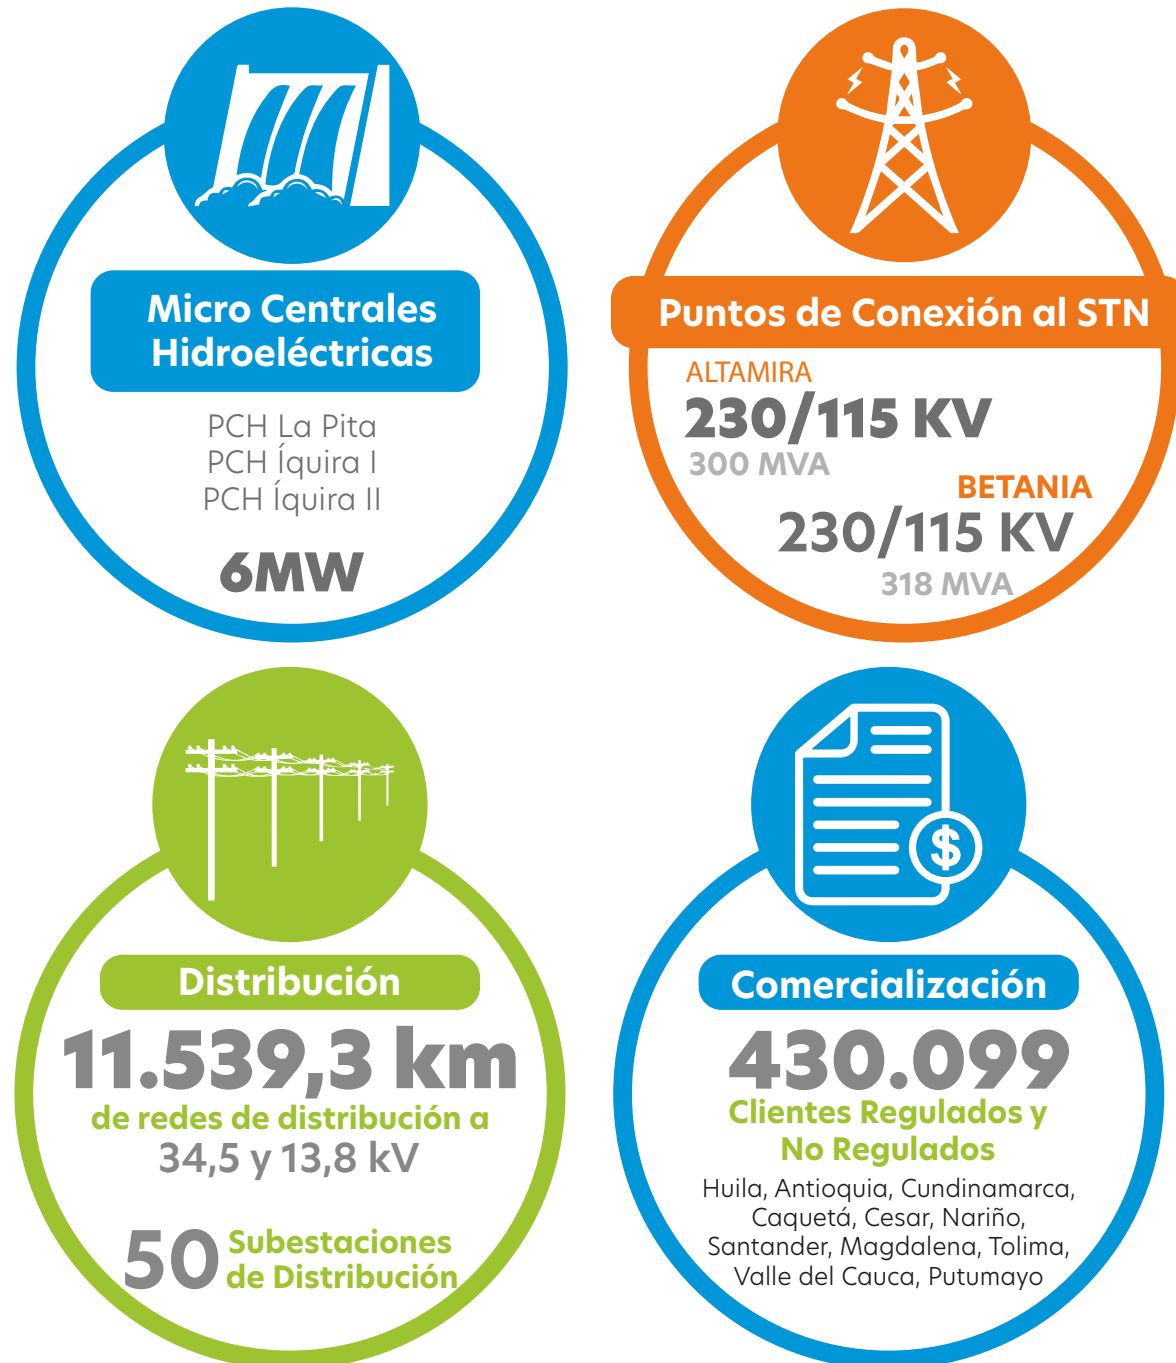 Micro Centrales
Hidroeléctricas
PCH La Pita
PCH Íquira I
PCH Íquira II
6MW
Puntos de Conexión al STN
ALTAMIRA
230/115 KV
300 MVA
BETANIA
230/115 KV
318 MVA
Distribución
11.539,3 km
de redes de distribución a
34,5 y 13,8 kV
50 Subestaciones
de Distribución
$
Comercialización
430.099
Clientes Regulados y
No Regulados
Huila, Antioquia, Cundinamarca,
Caquetá, Cesar, Nariño,
Santander, Magdalena, Tolima,
Valle del Cauca, Putumayo